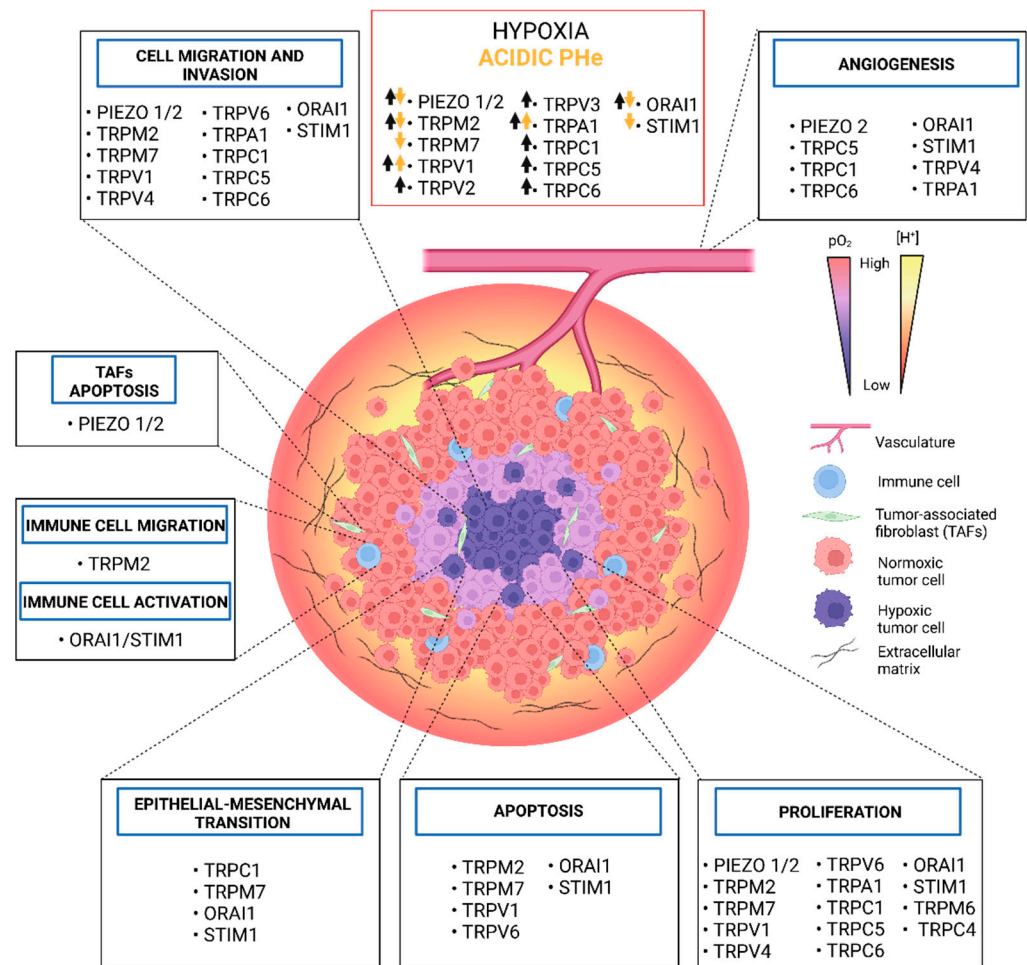 CELL MIGRATION AND
INVASION
• PIEZO 1/2
• TRPM2
• TRPM7
• TRPV1
• TRPV4
• TRPV6
• TRPA1
• TRPC1
• TRPC5
• TRPC6
• ORAI1
• STIM1
HYPOXIA
ACIDIC PHe
• PIEZO 1/2
• TRPM2
• TRPM7
• TRPV1
• TRPV2
• TRPV3
• TRPA1
• TRPC1
• TRPC5
• TRPC6
• ORAI1
• STIM1
ANGIOGENESIS
• PIEZO 2
• TRPC5
• TRPC1
• TRPC6
• ORAI1
• STIM1
• TRPV4
• TRPA1
pO₂
[H⁺]
High
Low
TAFs
APOPTOSIS
• PIEZO 1/2
IMMUNE CELL MIGRATION
• TRPM2
IMMUNE CELL ACTIVATION
• ORAI1/STIM1
Vasculature
Immune cell
Tumor-associated
fibroblast (TAFs)
Normoxic
tumor cell
Hypoxic
tumor cell
Extracellular
matrix
EPITHELIAL-MESENCHYMAL
TRANSITION
• TRPC1
• TRPM7
• ORAI1
• STIM1
APOPTOSIS
• TRPM2
• TRPM7
• TRPV1
• TRPV6
• ORAI1
• STIM1
PROLIFERATION
• PIEZO 1/2
• TRPM2
• TRPM7
• TRPV1
• TRPV4
• TRPV6
• TRPA1
• TRPC1
• TRPC5
• TRPC6
• ORAI1
• STIM1
• TRPM6
• TRPC4